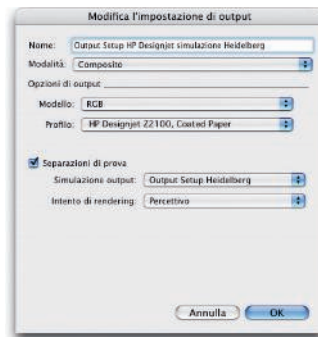 Modifica l'impostazione di output
Nome: Output Setup HP Designjet simulazione Heidelberg
Modalità: Composito
Opzioni di output
Modello: RGB
Profilo: HP Designjet Z2100, Coated Paper
Separazioni di prova
Simulazione output: Output Setup Heidelberg
Intento di rendering: Percettivo
Annulla OK